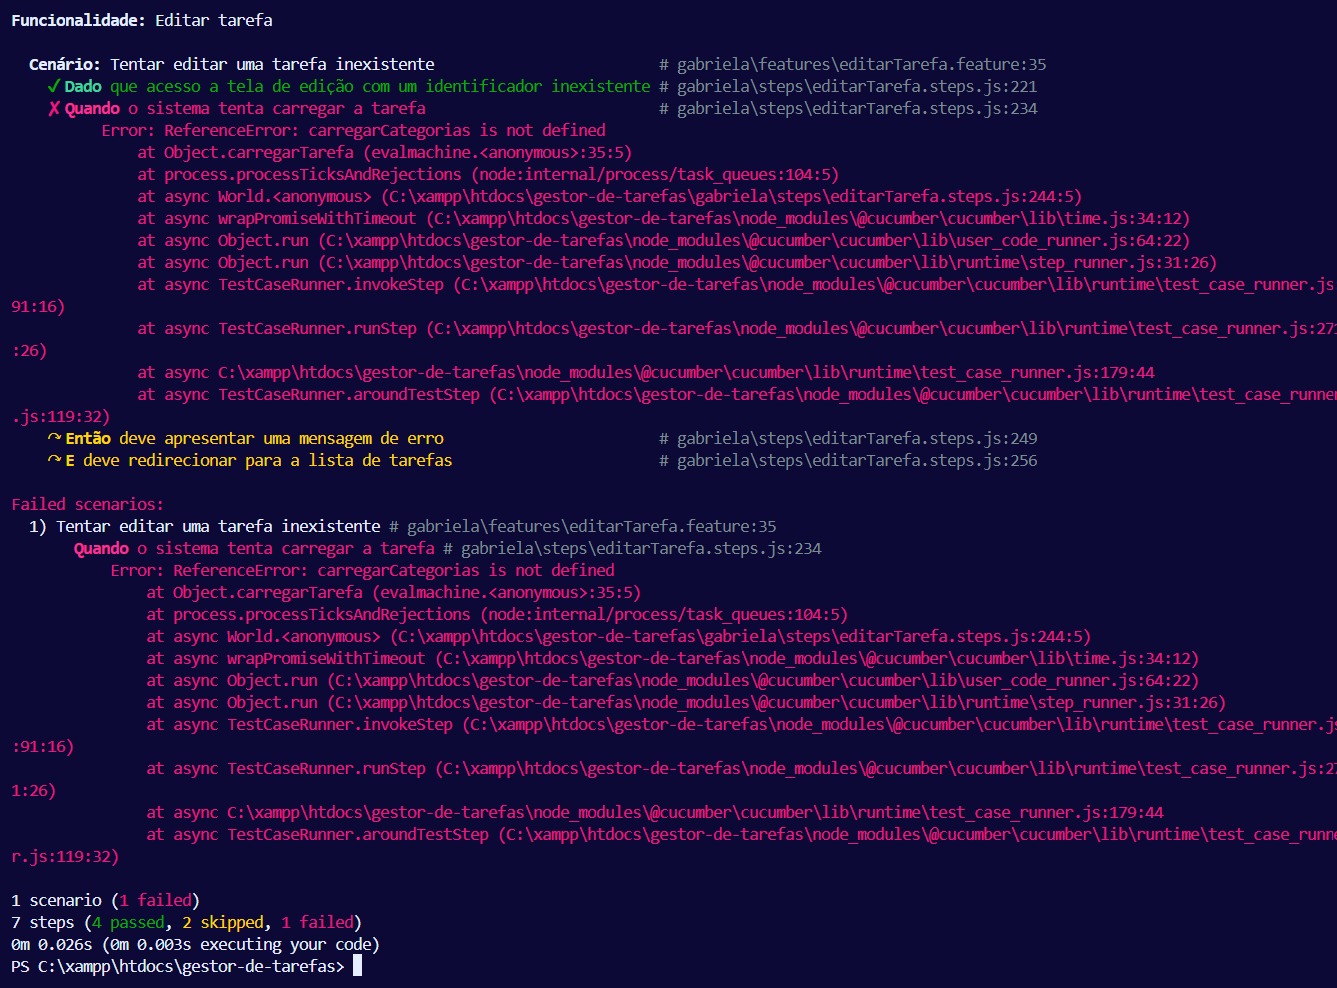 Funcionalidade: Editar tarefa
Cenário: Tentar editar uma tarefa inexistente # gabriela\features\editarTarefa.feature:35
✓ Dado que acesso a tela de edição com um identificador inexistente # gabriela\steps\editarTarefa.steps.js:221
✗ Quando o sistema tenta carregar a tarefa # gabriela\steps\editarTarefa.steps.js:234
Error: ReferenceError: carregarCategorias is not defined
at Object.carregarTarefa (evalmachine.<anonymous>:35:5)
at process.processTicksAndRejections (node:internal/process/task_queues:104:5)
at async World.<anonymous> (C:\xampp\htdocs\gestor-de-tarefas\gabriela\steps\editarTarefa.steps.js:244:5)
at async wrapPromiseWithTimeout (C:\xampp\htdocs\gestor-de-tarefas\node_modules\@cucumber\cucumber\lib\time.js:34:12)
at async Object.run (C:\xampp\htdocs\gestor-de-tarefas\node_modules\@cucumber\cucumber\lib\user_code_runner.js:64:22)
at async Object.run (C:\xampp\htdocs\gestor-de-tarefas\node_modules\@cucumber\cucumber\lib\runtime\step_runner.js:31:26)
at async TestCaseRunner.invokeStep (C:\xampp\htdocs\gestor-de-tarefas\node_modules\@cucumber\cucumber\lib\runtime\test_case_runner.js
91:16)
at async TestCaseRunner.runStep (C:\xampp\htdocs\gestor-de-tarefas\node_modules\@cucumber\cucumber\lib\runtime\test_case_runner.js:271
:26)
at async C:\xampp\htdocs\gestor-de-tarefas\node_modules\@cucumber\cucumber\lib\runtime\test_case_runner.js:179:44
at async TestCaseRunner.aroundTestStep (C:\xampp\htdocs\gestor-de-tarefas\node_modules\@cucumber\cucumber\lib\runtime\test_case_runner
.js:119:32)
↷ Então deve apresentar uma mensagem de erro # gabriela\steps\editarTarefa.steps.js:249
↷ E deve redirecionar para a lista de tarefas # gabriela\steps\editarTarefa.steps.js:256
Failed scenarios:
1) Tentar editar uma tarefa inexistente # gabriela\features\editarTarefa.feature:35
Quando o sistema tenta carregar a tarefa # gabriela\steps\editarTarefa.steps.js:234
Error: ReferenceError: carregarCategorias is not defined
at Object.carregarTarefa (evalmachine.<anonymous>:35:5)
at process.processTicksAndRejections (node:internal/process/task_queues:104:5)
at async World.<anonymous> (C:\xampp\htdocs\gestor-de-tarefas\gabriela\steps\editarTarefa.steps.js:244:5)
at async wrapPromiseWithTimeout (C:\xampp\htdocs\gestor-de-tarefas\node_modules\@cucumber\cucumber\lib\time.js:34:12)
at async Object.run (C:\xampp\htdocs\gestor-de-tarefas\node_modules\@cucumber\cucumber\lib\user_code_runner.js:64:22)
at async Object.run (C:\xampp\htdocs\gestor-de-tarefas\node_modules\@cucumber\cucumber\lib\runtime\step_runner.js:31:26)
at async TestCaseRunner.invokeStep (C:\xampp\htdocs\gestor-de-tarefas\node_modules\@cucumber\cucumber\lib\runtime\test_case_runner.js
:91:16)
at async TestCaseRunner.runStep (C:\xampp\htdocs\gestor-de-tarefas\node_modules\@cucumber\cucumber\lib\runtime\test_case_runner.js:27
1:26)
at async C:\xampp\htdocs\gestor-de-tarefas\node_modules\@cucumber\cucumber\lib\runtime\test_case_runner.js:179:44
at async TestCaseRunner.aroundTestStep (C:\xampp\htdocs\gestor-de-tarefas\node_modules\@cucumber\cucumber\lib\runtime\test_case_runne
r.js:119:32)
1 scenario (1 failed)
7 steps (4 passed, 2 skipped, 1 failed)
0m 0.026s (0m 0.003s executing your code)
PS C:\xampp\htdocs\gestor-de-tarefas>